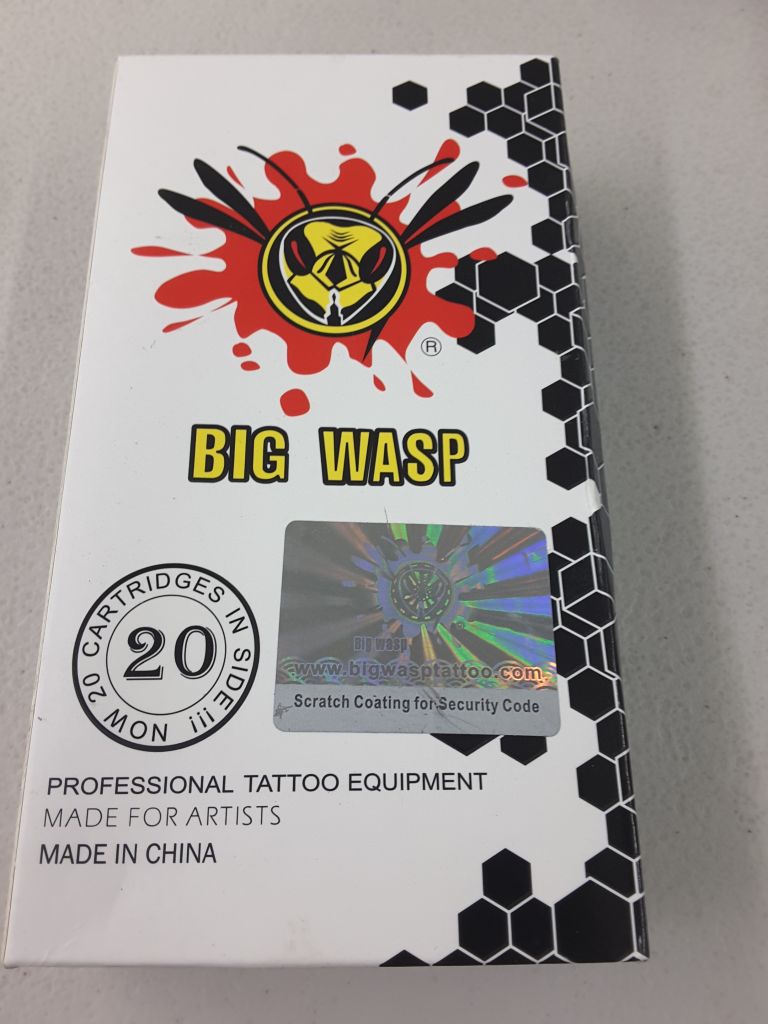 ®
BIG WASP
NOW 20 CARTRIDGES IN SIDE!!!
20
Big wasp
www.bigwasptattoo.com
Scratch Coating for Security Code
PROFESSIONAL TATTOO EQUIPMENT
MADE FOR ARTISTS
MADE IN CHINA